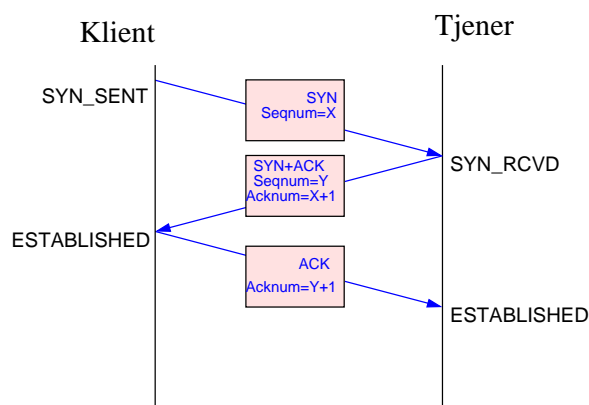 Klient
Tjener
SYN_SENT
SYN
Seqnum=X
SYN_RCVD
SYN+ACK
Seqnum=Y
Acknum=X+1
ESTABLISHED
ACK
Acknum=Y+1
ESTABLISHED